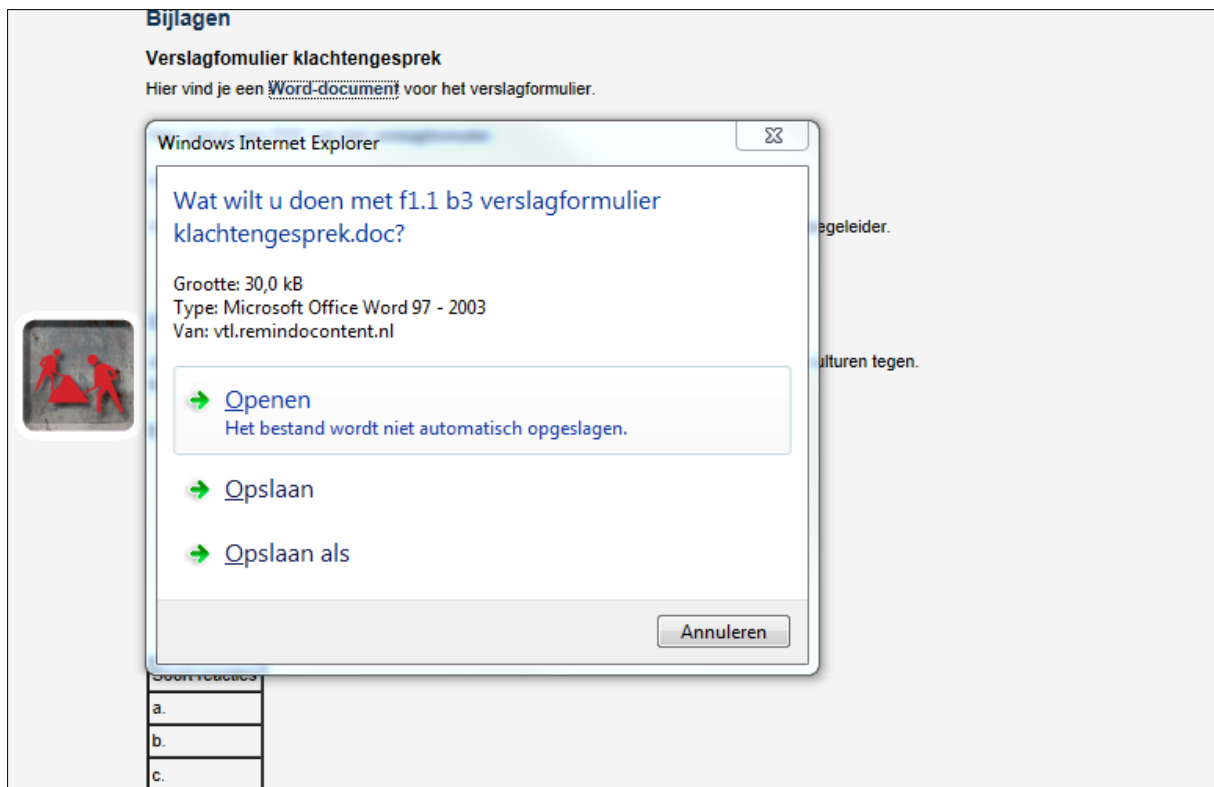 Bijlagen
Verslagfomulier klachtengesprek
Hier vind je een Word-document voor het verslagformulier.
Windows Internet Explorer
Wat wilt u doen met f1.1 b3 verslagformulier
klachtengesprek.doc?
egeleider.
Grootte: 30,0 kB
Type: Microsoft Office Word 97 - 2003
Van: vtl.remindocontent.nl
ulturen tegen.
Openen
Het bestand wordt niet automatisch opgeslagen.
Opslaan
Opslaan als
Annuleren
Soort reacties
a.
b.
c.